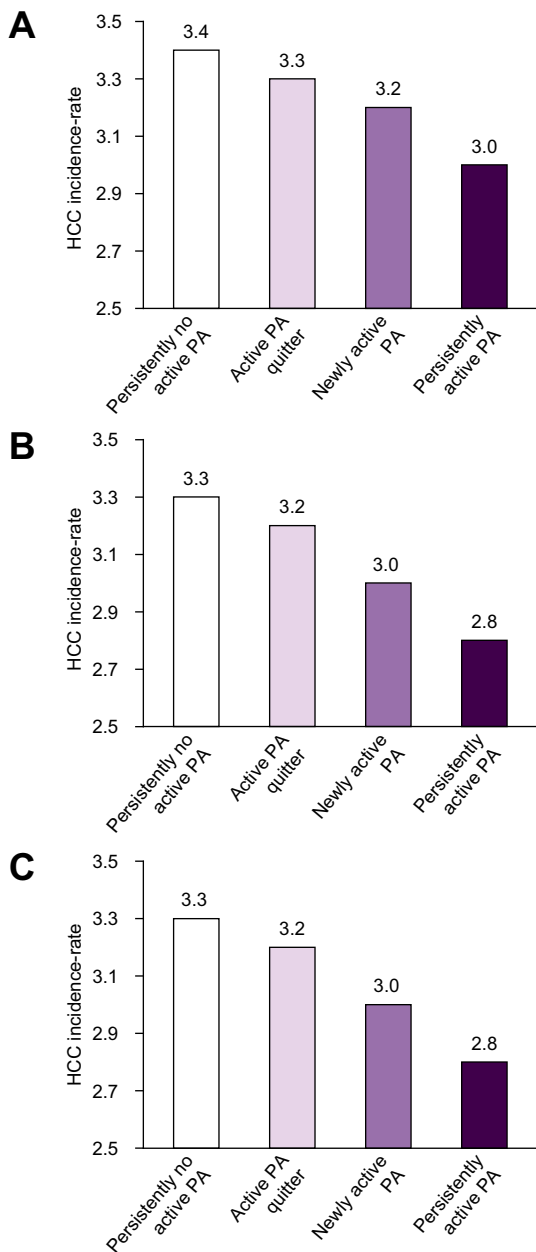 A
HCC incidence-rate
3.5
3.3
3.1
2.9
2.7
2.5
3.4
3.3
3.2
3.0
Persistently no
active PA
Active PA
quitter
Newly active
PA
Persistently
active PA
B
HCC incidence-rate
3.5
3.3
3.1
2.9
2.7
2.5
3.3
3.2
3.0
2.8
Persistently no
active PA
Active PA
quitter
Newly active
PA
Persistently
active PA
C
HCC incidence-rate
3.5
3.3
3.1
2.9
2.7
2.5
3.3
3.2
3.0
2.8
Persistently no
active PA
Active PA
quitter
Newly active
PA
Persistently
active PA